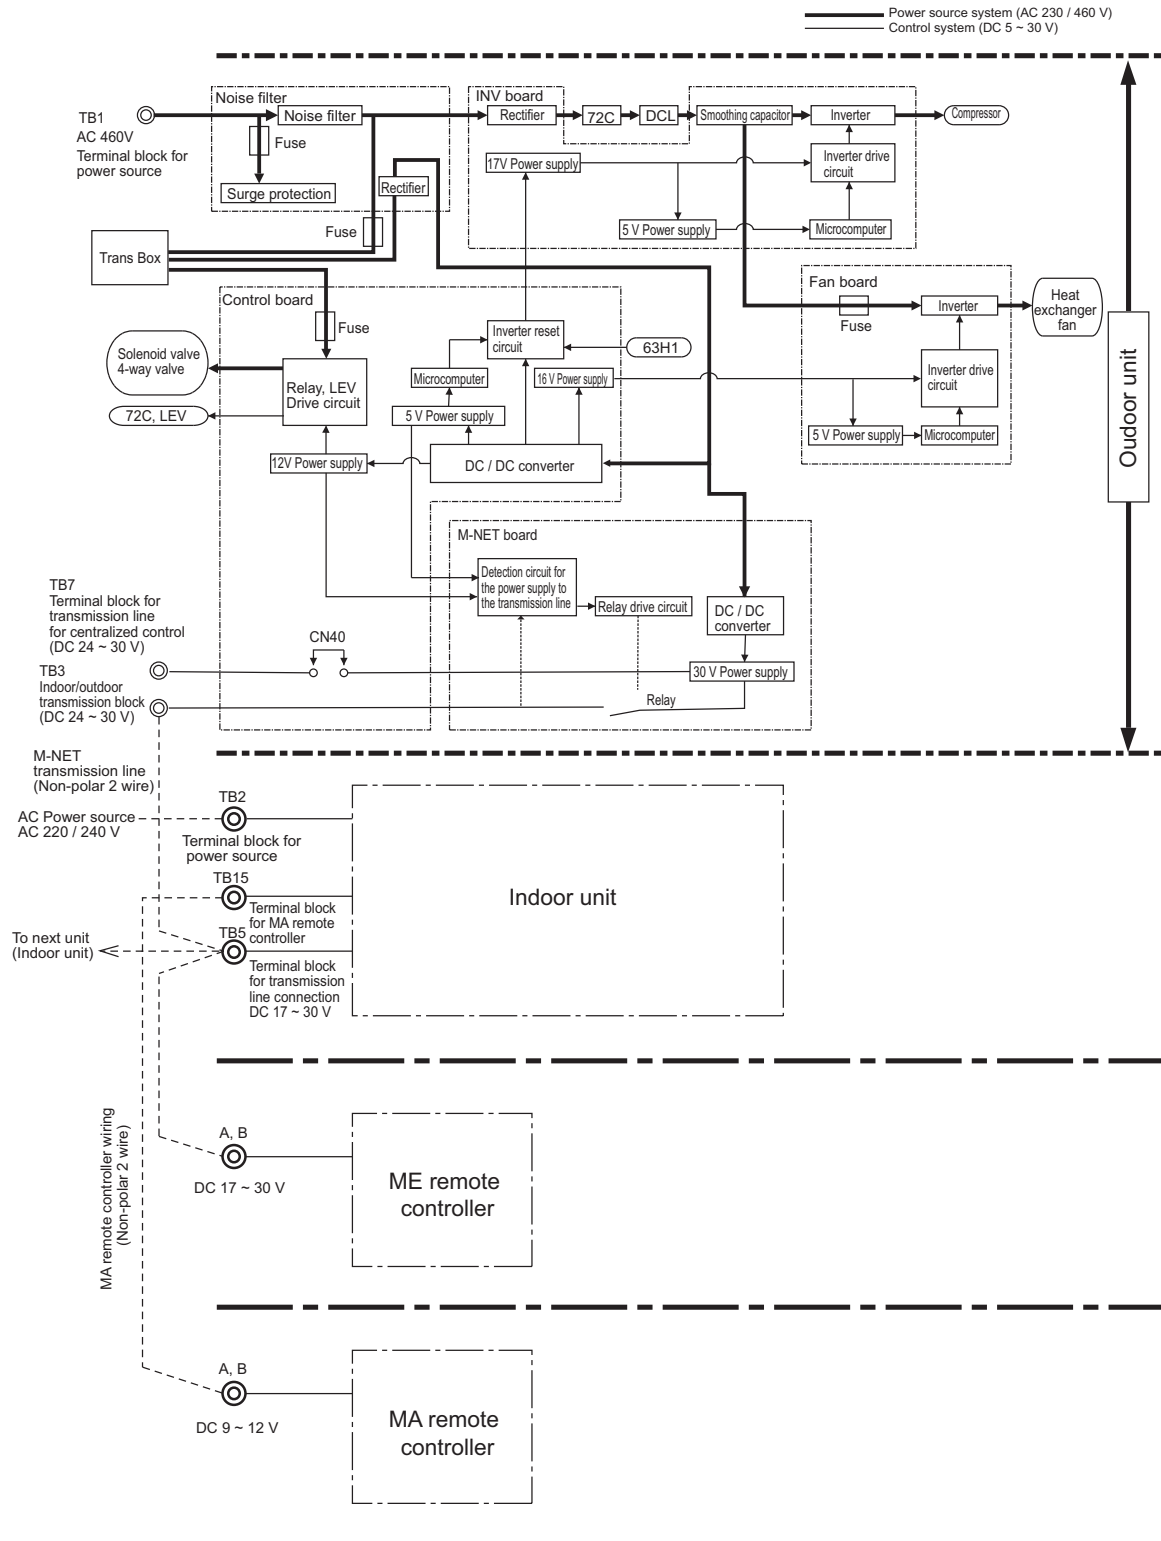 Power source system (AC 230 / 460 V)
Control system (DC 5 ~ 30 V)
Noise filter
INV board
TB1
AC 460V
Terminal block for
power source
Noise filter
Fuse
Surge protection
Rectifier
Fuse
Trans Box
Rectifier
72C
DCL
Smoothing capacitor
Inverter
Compressor
17V Power supply
Inverter drive
circuit
5 V Power supply
Microcomputer
Fan board
Fuse
Inverter
Heat
exchanger
fan
Inverter drive
circuit
5 V Power supply
Microcomputer
Oudoor unit
Control board
Fuse
Solenoid valve
4-way valve
72C, LEV
Relay, LEV
Drive circuit
Inverter reset
circuit
63H1
Microcomputer
16 V Power supply
5 V Power supply
12V Power supply
DC / DC converter
M-NET board
Detection circuit for
the power supply to
the transmission line
Relay drive circuit
DC / DC
converter
30 V Power supply
Relay
TB7
Terminal block for
transmission line
for centralized control
(DC 24 ~ 30 V)
CN40
TB3
Indoor/outdoor
transmission block
(DC 24 ~ 30 V)
M-NET
transmission line
(Non-polar 2 wire)
AC Power source
AC 220 / 240 V
TB2
Terminal block for
power source
TB15
Terminal block
for MA remote
controller
TB5
Terminal block
for transmission
line connection
DC 17 ~ 30 V
To next unit
(Indoor unit)
Indoor unit
MA remote controller wiring
(Non-polar 2 wire)
A, B
DC 17 ~ 30 V
ME remote
controller
A, B
DC 9 ~ 12 V
MA remote
controller